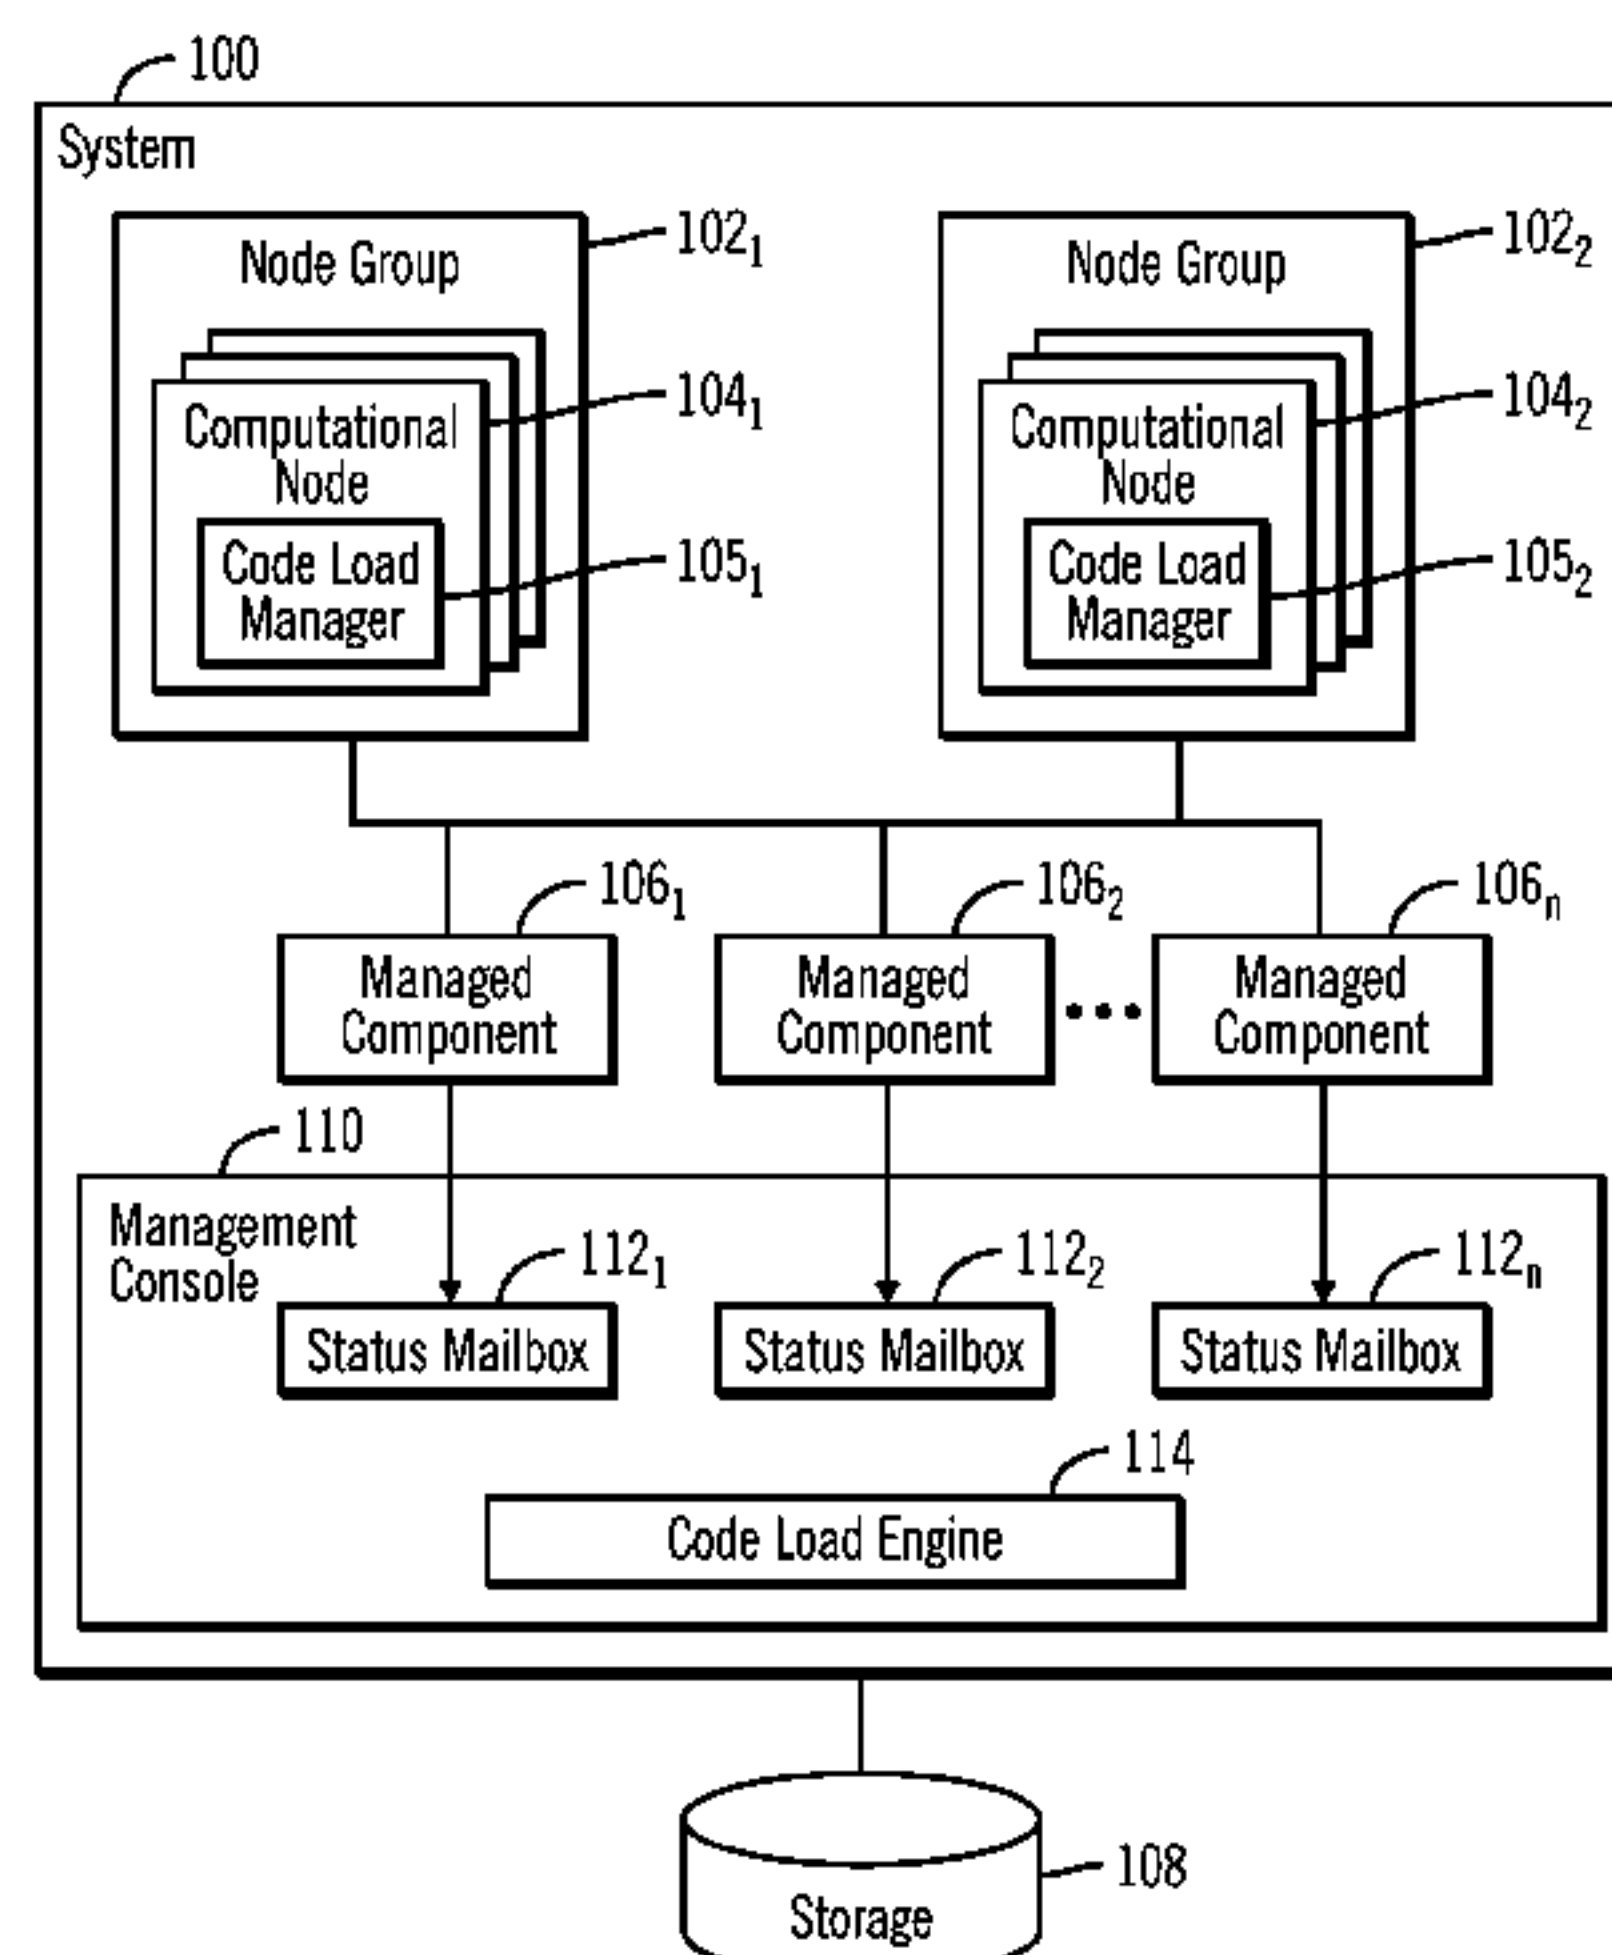 100
System
Node Group
102₁
Node Group
102₂
Computational
Node
104₁
Computational
Node
104₂
Code Load
Manager
105₁
Code Load
Manager
105₂
106₁
106₂
106ₙ
Managed
Component
Managed
Component
Managed
Component
110
Management
Console
112₁
112₂
112ₙ
Status Mailbox
Status Mailbox
Status Mailbox
114
Code Load Engine
108
Storage